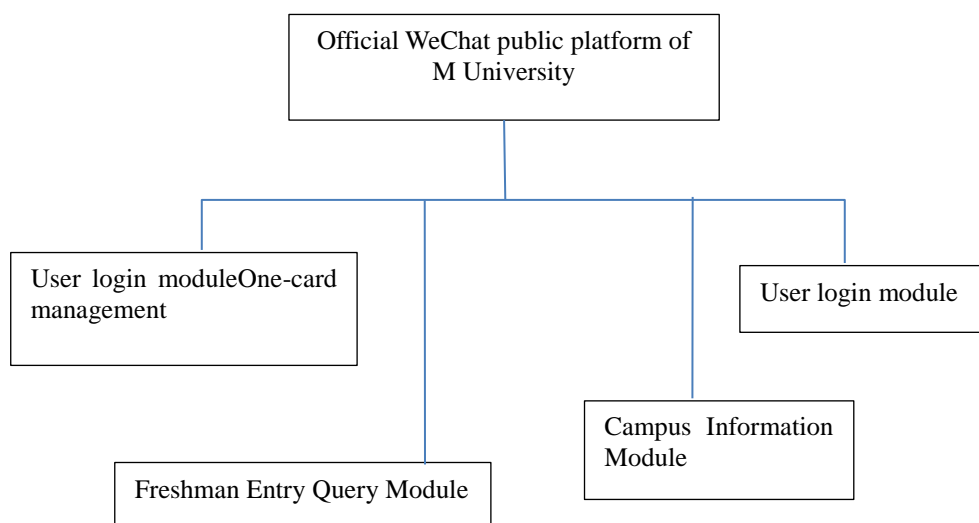 Official WeChat public platform of
M University
User login moduleOne-card
management
User login module
Campus Information
Module
Freshman Entry Query Module